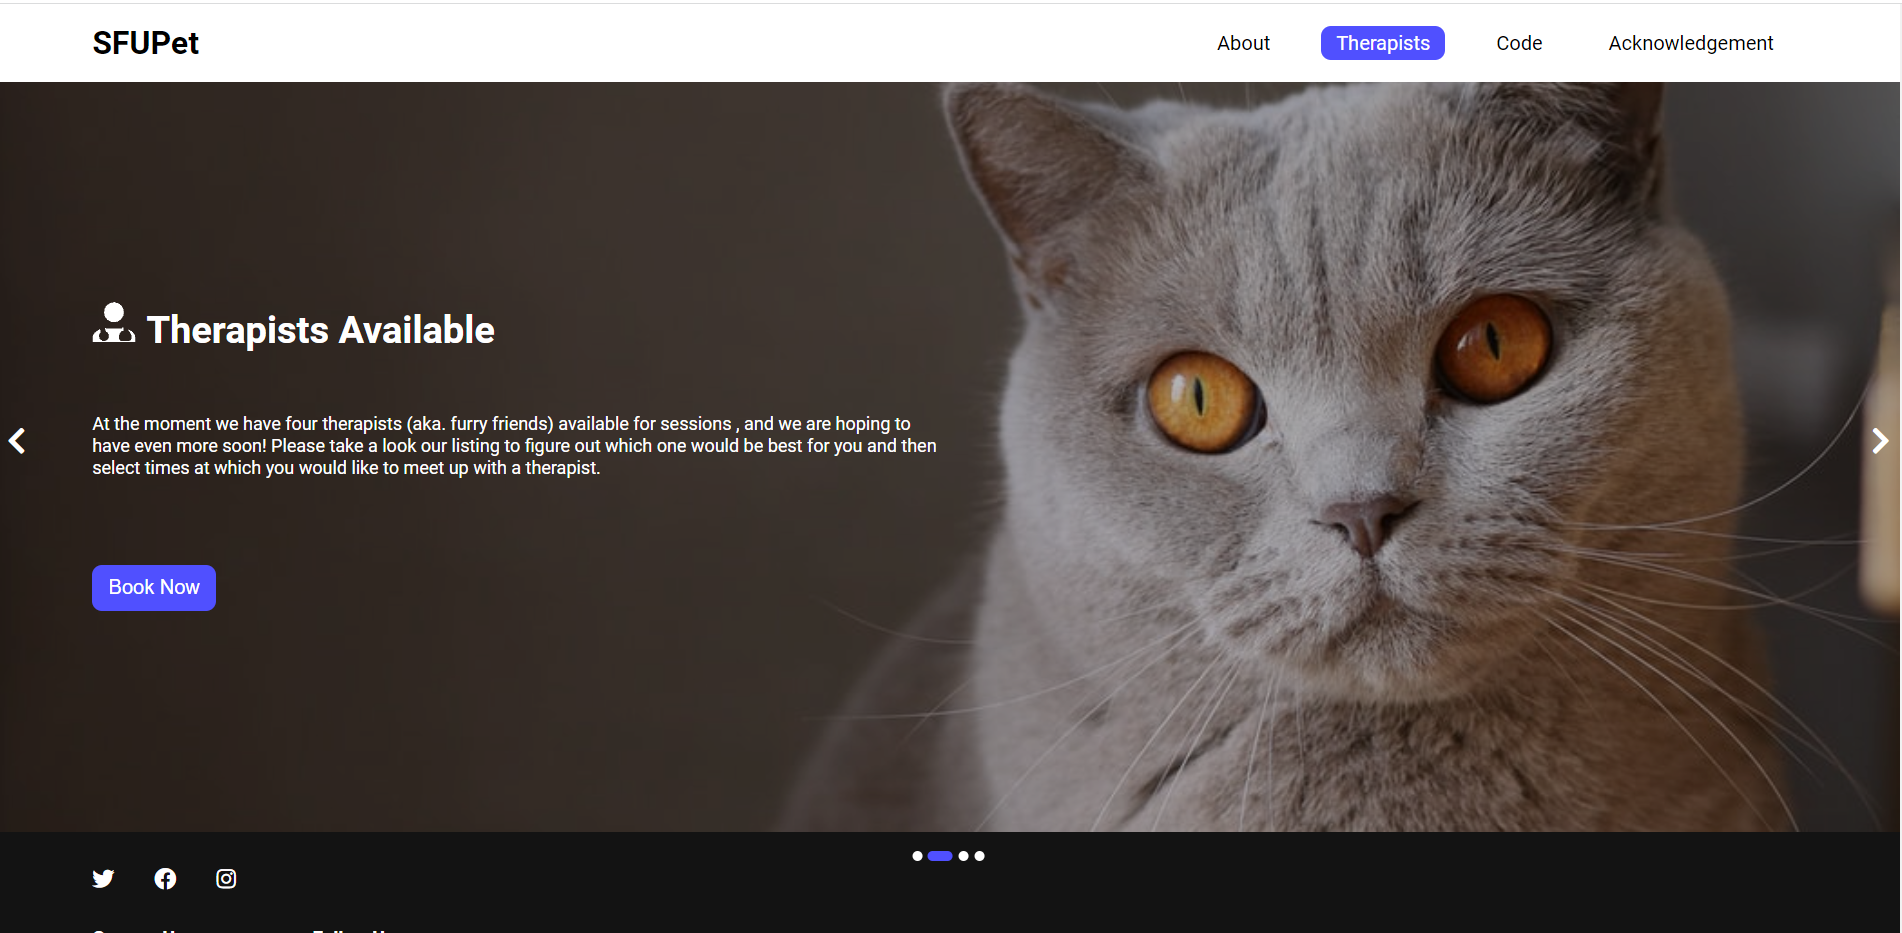 SFUPet
About
Therapists
Code
Acknowledgement
Therapists Available
At the moment we have four therapists (aka. furry friends) available for sessions , and we are hoping to
have even more soon! Please take a look our listing to figure out which one would be best for you and then
select times at which you would like to meet up with a therapist.
Book Now